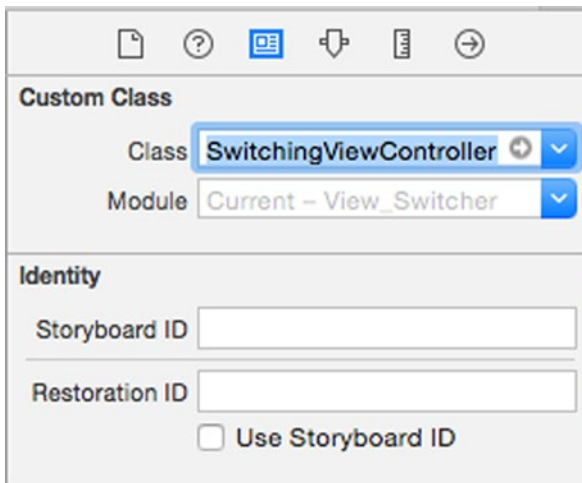 Custom Class
Class SwitchingViewController
Module Current – View_Switcher
Identity
Storyboard ID
Restoration ID
Use Storyboard ID